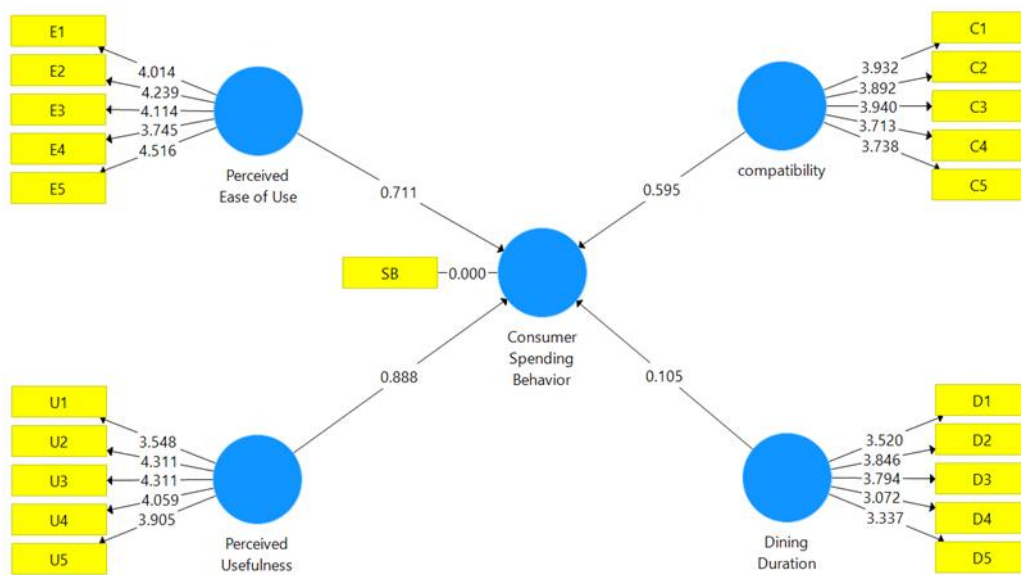 E1
E2
E3
E4
E5
4.014
4.239
4.114
3.745
4.516
Perceived
Ease of Use
0.711
C1
C2
C3
C4
C5
3.932
3.892
3.940
3.713
3.738
compatibility
0.595
SB
0.000
Consumer
Spending
Behavior
U1
U2
U3
U4
U5
3.548
4.311
4.311
4.059
3.905
Perceived
Usefulness
0.888
D1
D2
D3
D4
D5
3.520
3.846
3.794
3.072
3.337
Dining
Duration
0.105